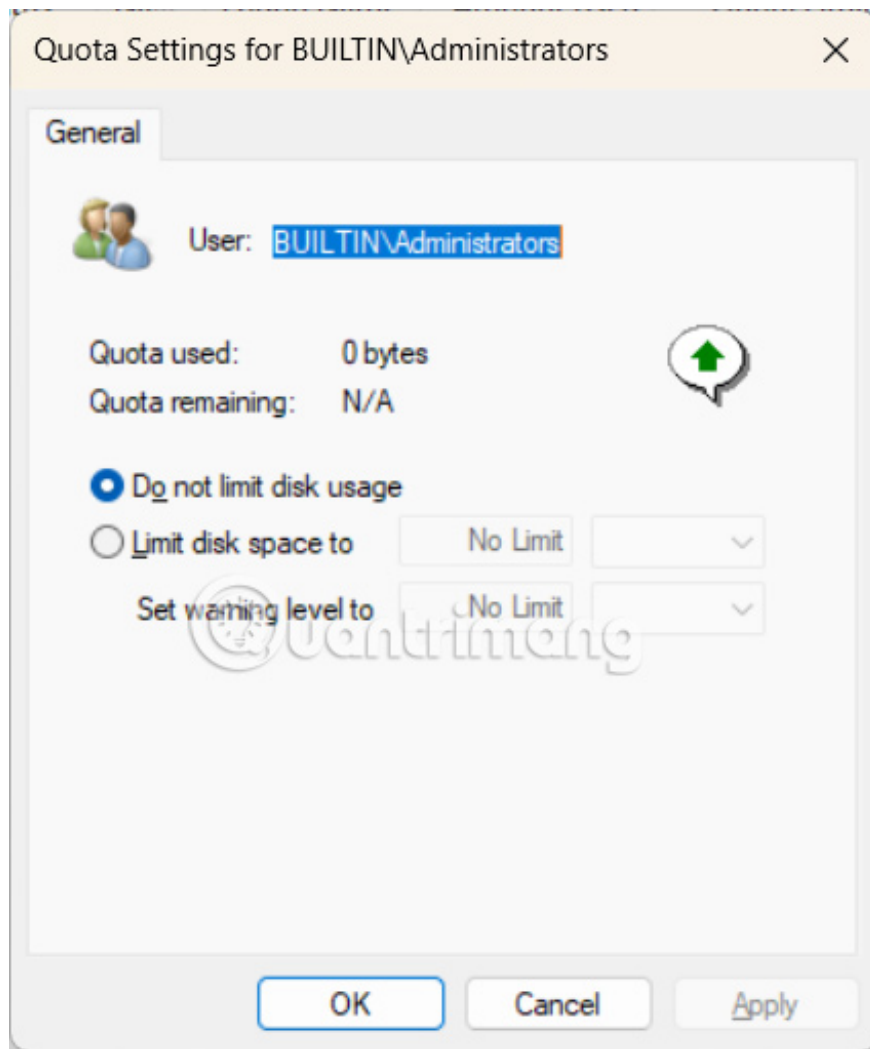 Quota Settings for BUILTIN\Administrators
General
User: BUILTIN\Administrators
Quota used: 0 bytes
Quota remaining: N/A
Do not limit disk usage
Limit disk space to No Limit
Set warning level to No Limit
Quantrimang
OK Cancel Apply